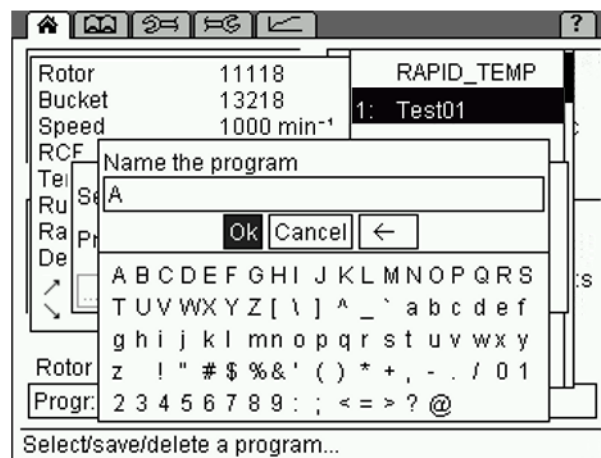 ?
Rotor 11118
Bucket 13218
Speed 1000 min⁻¹
RCF
RAPID_TEMP
1: Test01
Name the program
A
Ok Cancel ←
A B C D E F G H I J K L M N O P Q R S
T U V W X Y Z [ \ ] ^ _ ` a b c d e f
g h i j k l m n o p q r s t u v w x y
z ! " # $ % & ' ( ) * + , - . / 0 1
2 3 4 5 6 7 8 9 : ; < = > ? @
Rotor
Progr:
Select/save/delete a program...